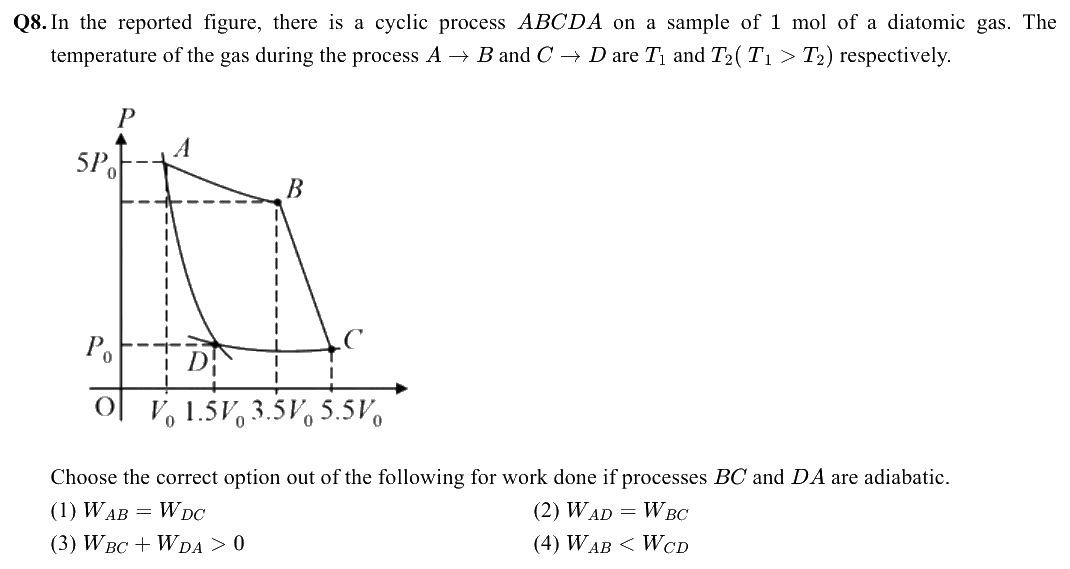 Q8. In the reported figure, there is a cyclic process ABCDA on a sample of 1 mol of a diatomic gas. The
temperature of the gas during the process A → B and C → D are T₁ and T₂( T₁ > T₂) respectively.
P
5P₀
A
B
P₀
D
C
O
V₀ 1.5V₀ 3.5V₀ 5.5V₀
Choose the correct option out of the following for work done if processes BC and DA are adiabatic.
(1) W_AB = W_DC
(2) W_AD = W_BC
(3) W_BC + W_DA > 0
(4) W_AB < W_CD